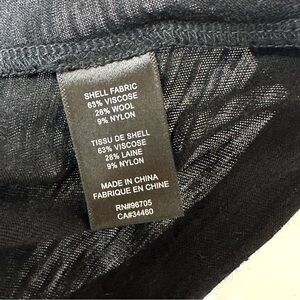 SHELL FABRIC
63% VISCOSE
28% WOOL
9% NYLON
TISSU DE SHELL
63% VISCOSE
28% LAINE
9% NYLON
MADE IN CHINA
FABRIQUE EN CHINE
RN#96705
CA#34460